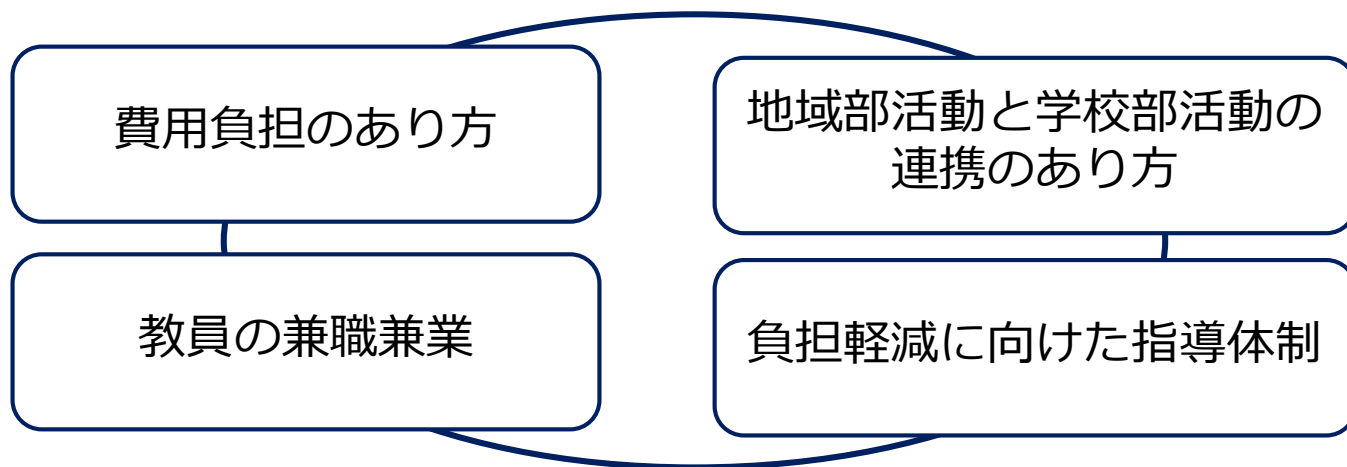 費用負担のあり方
地域部活動と学校部活動の
連携のあり方
教員の兼職兼業
負担軽減に向けた指導体制